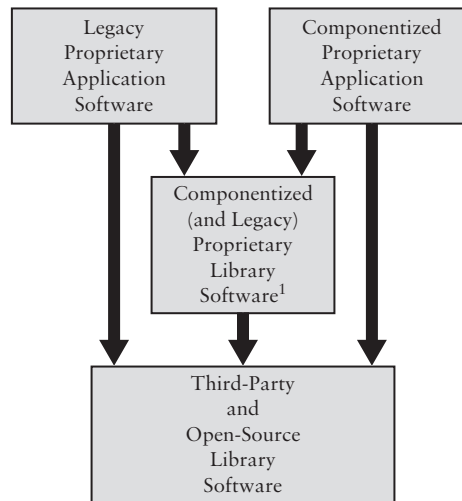 Legacy
Proprietary
Application
Software
Componentized
Proprietary
Application
Software
Componentized
(and Legacy)
Proprietary
Library
Software¹
Third-Party
and
Open-Source
Library
Software